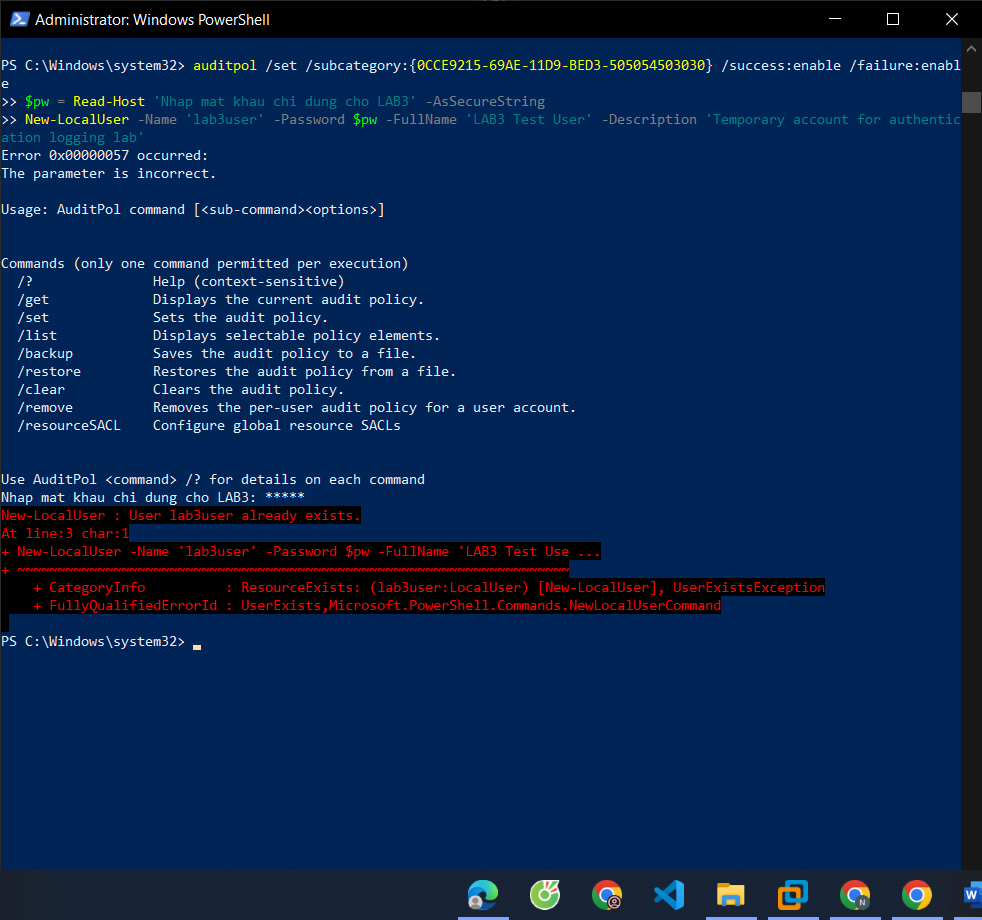 Administrator: Windows PowerShell
PS C:\Windows\system32> auditpol /set /subcategory:{0CCE9215-69AE-11D9-BED3-505054503030} /success:enable /failure:enabl
e
>> $pw = Read-Host 'Nhap mat khau chi dung cho LAB3' -AsSecureString
>> New-LocalUser -Name 'lab3user' -Password $pw -FullName 'LAB3 Test User' -Description 'Temporary account for authentic
ation logging lab'
Error 0x00000057 occurred:
The parameter is incorrect.
Usage: AuditPol command [<sub-command><options>]
Commands (only one command permitted per execution)
/? Help (context-sensitive)
/get Displays the current audit policy.
/set Sets the audit policy.
/list Displays selectable policy elements.
/backup Saves the audit policy to a file.
/restore Restores the audit policy from a file.
/clear Clears the audit policy.
/remove Removes the per-user audit policy for a user account.
/resourceSACL Configure global resource SACLs
Use AuditPol <command> /? for details on each command
Nhap mat khau chi dung cho LAB3: *****
New-LocalUser : User lab3user already exists.
At line:3 char:1
+ New-LocalUser -Name 'lab3user' -Password $pw -FullName 'LAB3 Test Use ...
+ ~~~~~~~~~~~~~~~~~~~~~~~~~~~~~~~~~~~~~~~~~~~~~~~~~~~~~~~~~~~~~~~~~~~~~
+ CategoryInfo : ResourceExists: (lab3user:LocalUser) [New-LocalUser], UserExistsException
+ FullyQualifiedErrorId : UserExists,Microsoft.PowerShell.Commands.NewLocalUserCommand
PS C:\Windows\system32>
N
W